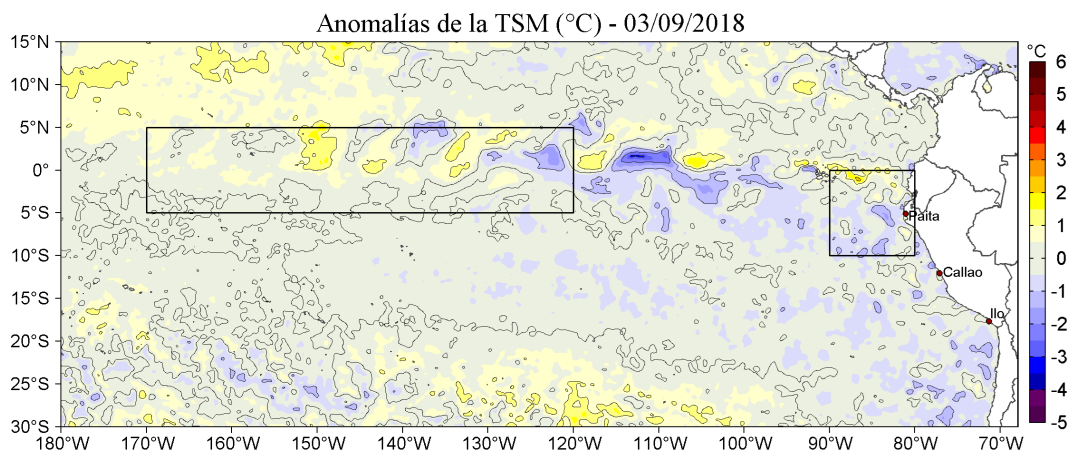 Anomalías de la TSM (°C) - 03/09/2018
°C
15°N
10°N
5°N
0°
5°S
10°S
15°S
20°S
25°S
30°S
180°W
170°W
160°W
150°W
140°W
130°W
120°W
110°W
100°W
90°W
80°W
70°W
Paita
Callao
Ilo
6
5
4
3
2
1
0
-1
-2
-3
-4
-5